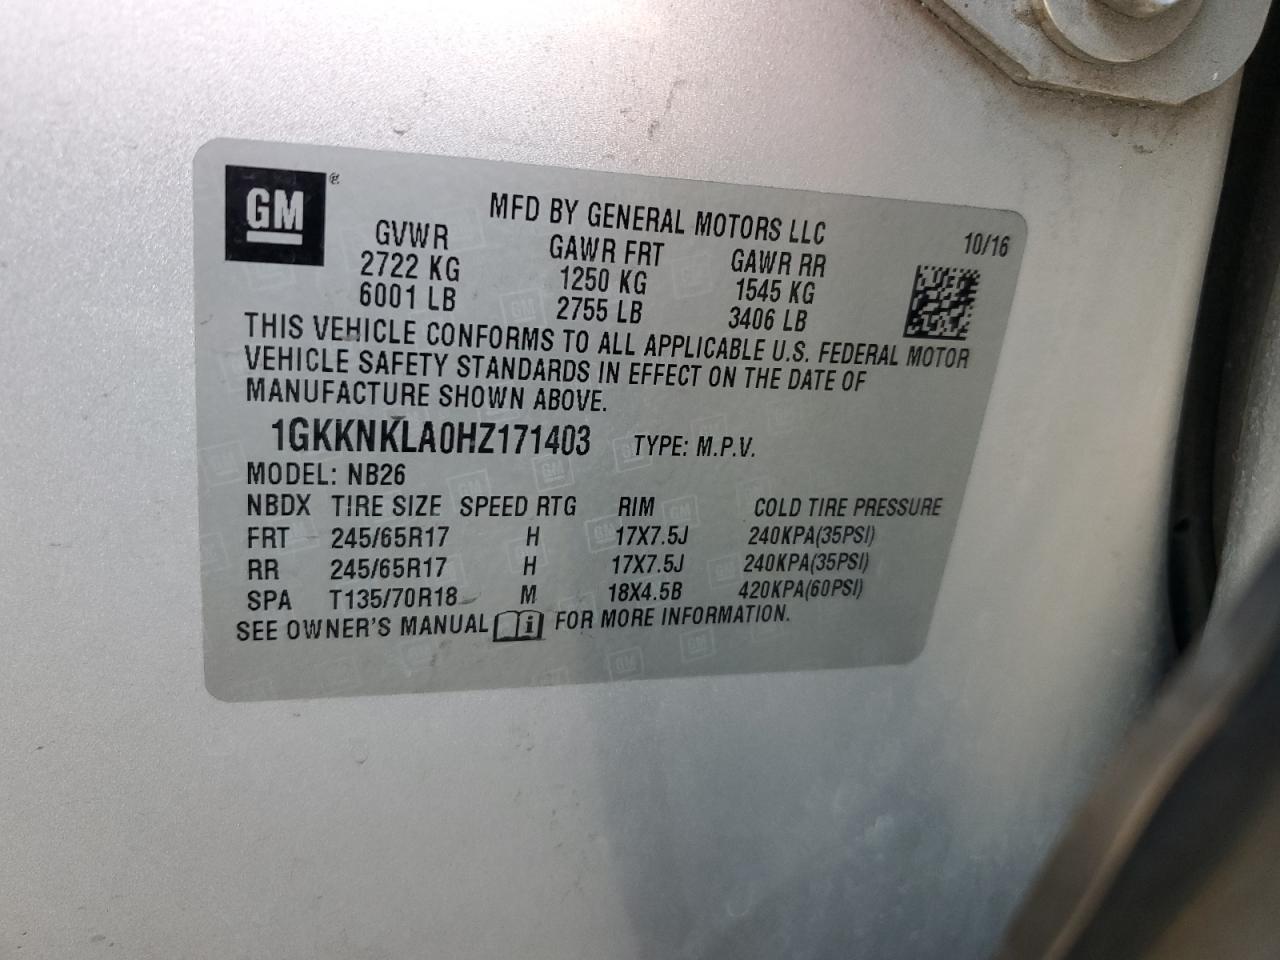 GM ®
MFD BY GENERAL MOTORS LLC
10/16
GVWR GAWR FRT GAWR RR
2722 KG 1250 KG 1545 KG
6001 LB 2755 LB 3406 LB
THIS VEHICLE CONFORMS TO ALL APPLICABLE U.S. FEDERAL MOTOR
VEHICLE SAFETY STANDARDS IN EFFECT ON THE DATE OF
MANUFACTURE SHOWN ABOVE.
1GKKNKLA0HZ171403 TYPE: M.P.V.
MODEL: NB26
NBDX TIRE SIZE SPEED RTG RIM COLD TIRE PRESSURE
FRT 245/65R17 H 17X7.5J 240KPA(35PSI)
RR 245/65R17 H 17X7.5J 240KPA(35PSI)
SPA T135/70R18 M 18X4.5B 420KPA(60PSI)
SEE OWNER'S MANUAL i FOR MORE INFORMATION.